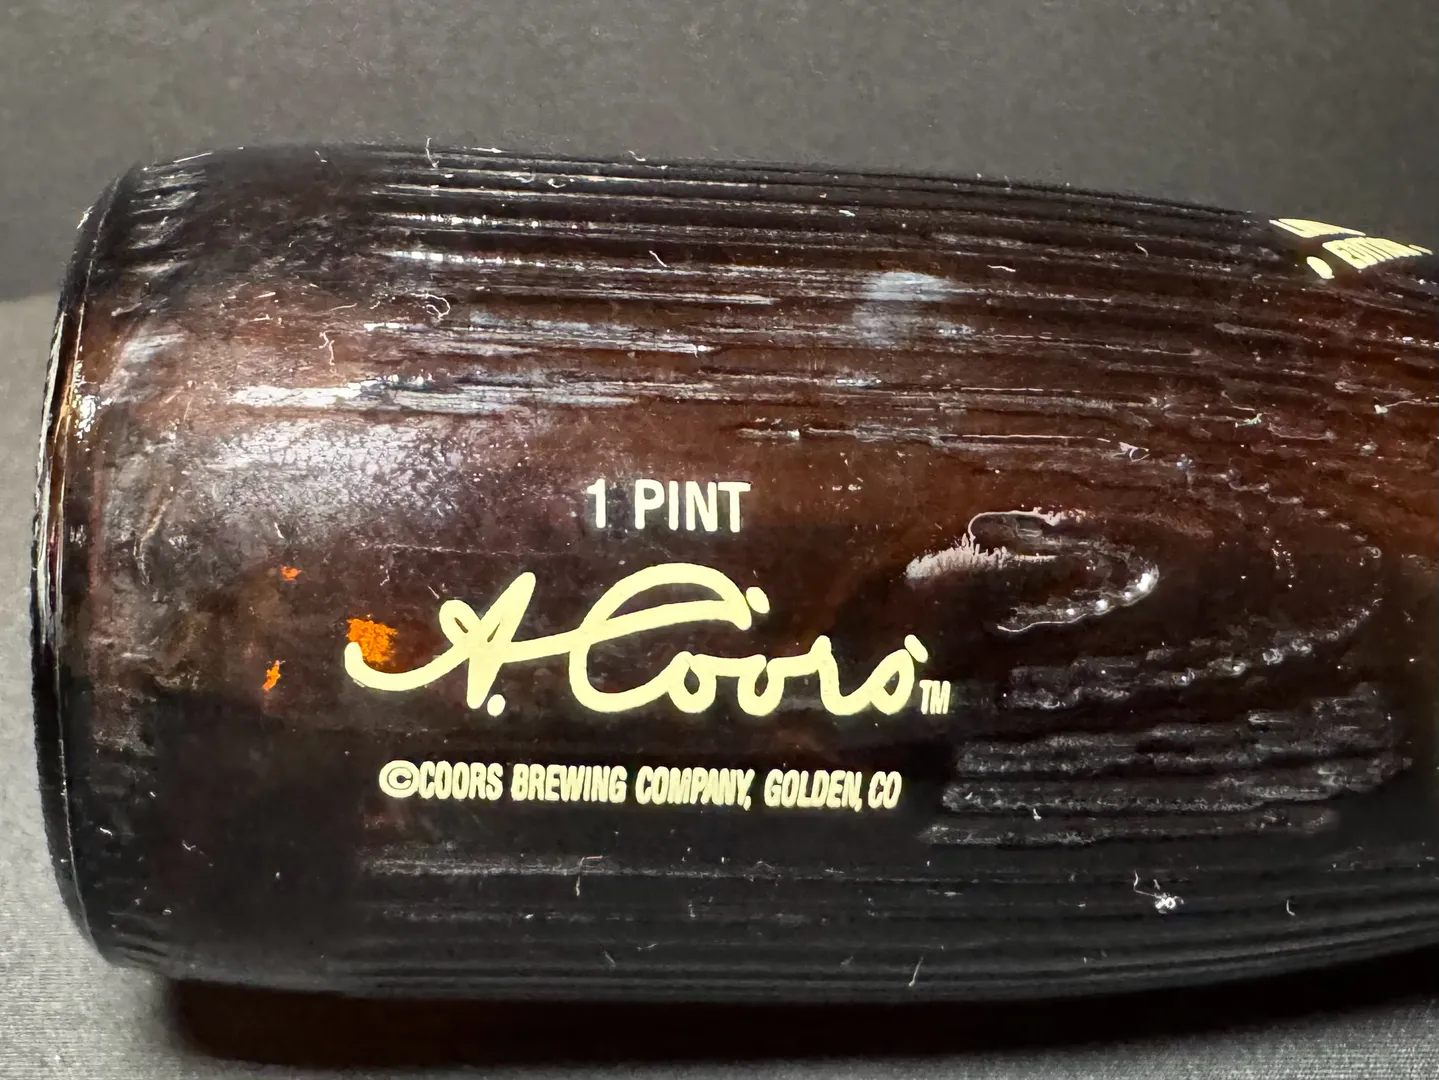 1 PINT
A. Coors™
©COORS BREWING COMPANY, GOLDEN, CO